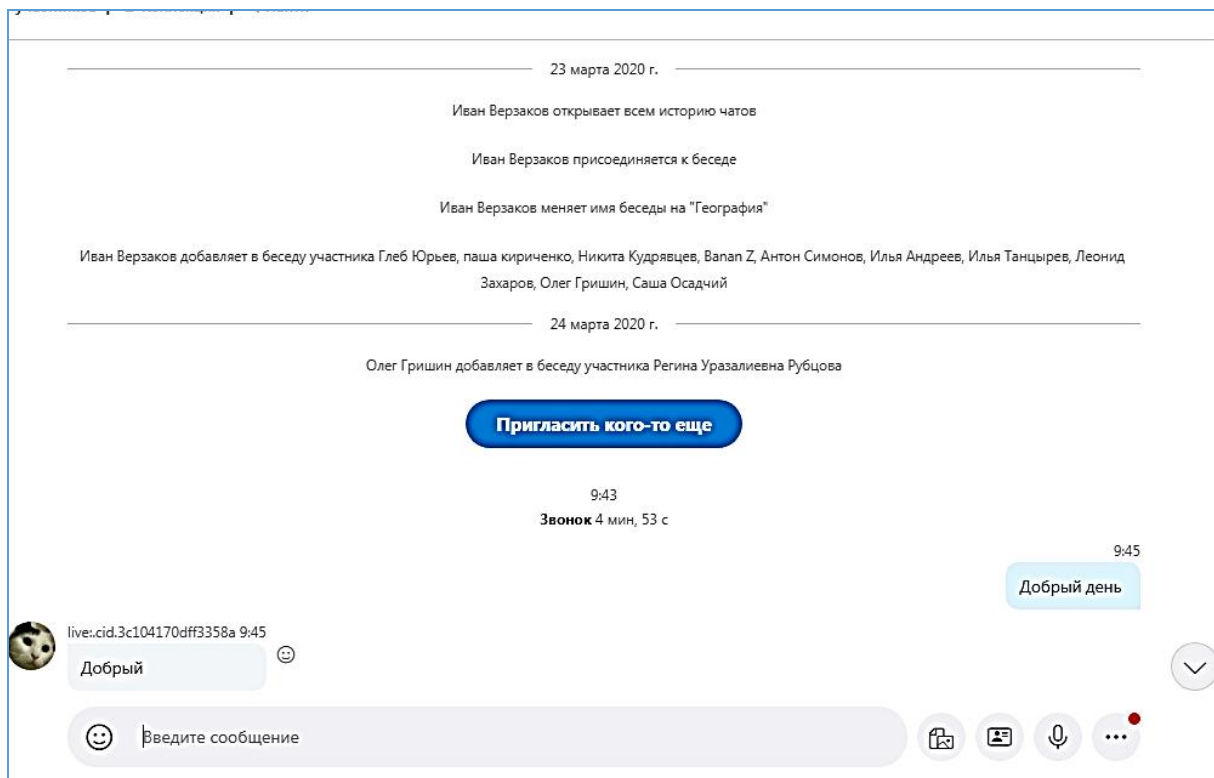 23 марта 2020 г.
Иван Верзаков открывает всем историю чатов
Иван Верзаков присоединяется к беседе
Иван Верзаков меняет имя беседы на "География"
Иван Верзаков добавляет в беседу участника Глеб Юрьев, паша кириченко, Никита Кудрявцев, Banan Z, Антон Симонов, Илья Андреев, Илья Танцырев, Леонид
Захаров, Олег Гришин, Саша Осадчий
24 марта 2020 г.
Олег Гришин добавляет в беседу участника Регина Уразалиевна Рубцова
Пригласить кого-то еще
9:43
Звонок 4 мин, 53 с
9:45
Добрый день
live:.cid.3c104170dff3358a 9:45
Добрый
Введите сообщение